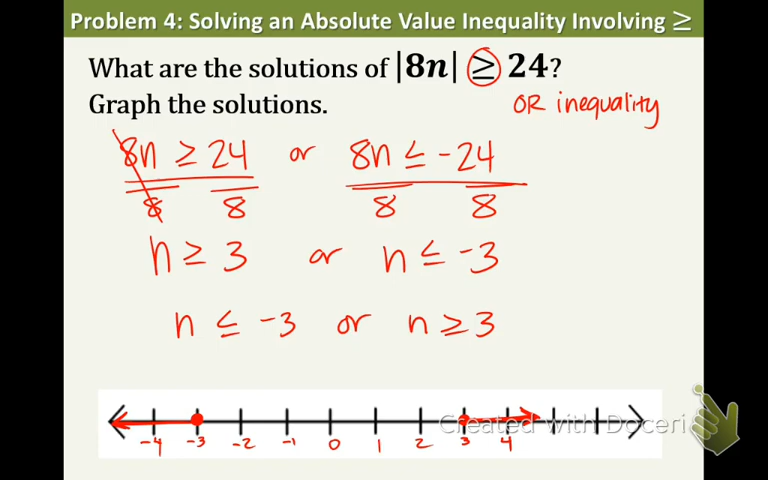 Problem 4: Solving an Absolute Value Inequality Involving ≥
What are the solutions of |8n| ≥ 24?
Graph the solutions.
OR inequality
8n ≥ 24 or 8n ≤ -24
8 8 8 8
n ≥ 3 or n ≤ -3
n ≤ -3 or n ≥ 3
Created with Doceri
-4 -3 -2 -1 0 1 2 3 4